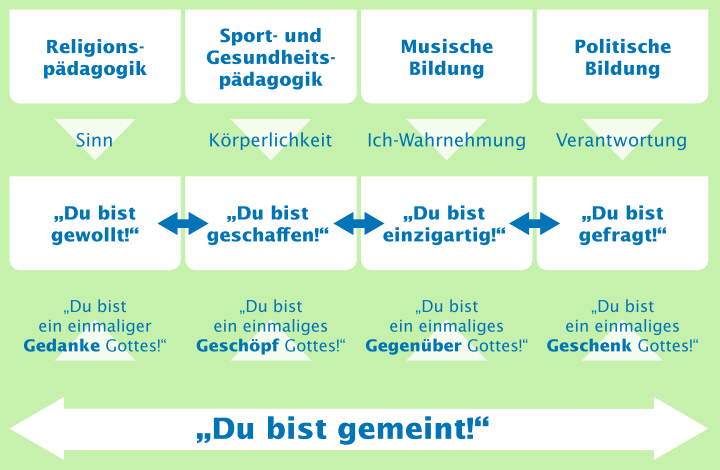 Religions-
pädagogik
Sport- und
Gesundheits-
pädagogik
Musische
Bildung
Politische
Bildung
Sinn
Körperlichkeit
Ich-Wahrnehmung
Verantwortung
„Du bist
gewollt!“
„Du bist
geschaffen!“
„Du bist
einzigartig!“
„Du bist
gefragt!“
„Du bist
ein einmaliger
Gedanke Gottes!“
„Du bist
ein einmaliges
Geschöpf Gottes!“
„Du bist
ein einmaliges
Gegenüber Gottes!“
„Du bist
ein einmaliges
Geschenk Gottes!“
„Du bist gemeint!“